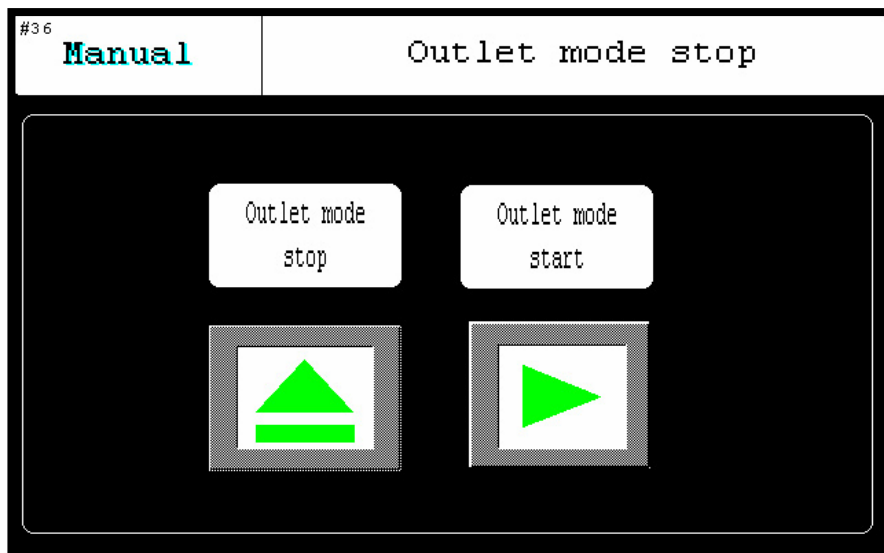 #36
Manual
Outlet mode stop
Outlet mode
stop
Outlet mode
start